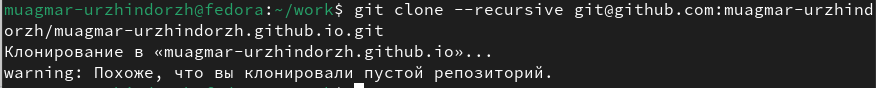 muagmar-urzhindorzh@fedora:~/work$ git clone --recursive git@github.com:muagmar-urzhind
orzh/muagmar-urzhindorzh.github.io.git
Клонирование в «muagmar-urzhindorzh.github.io»...
warning: Похоже, что вы клонировали пустой репозиторий.